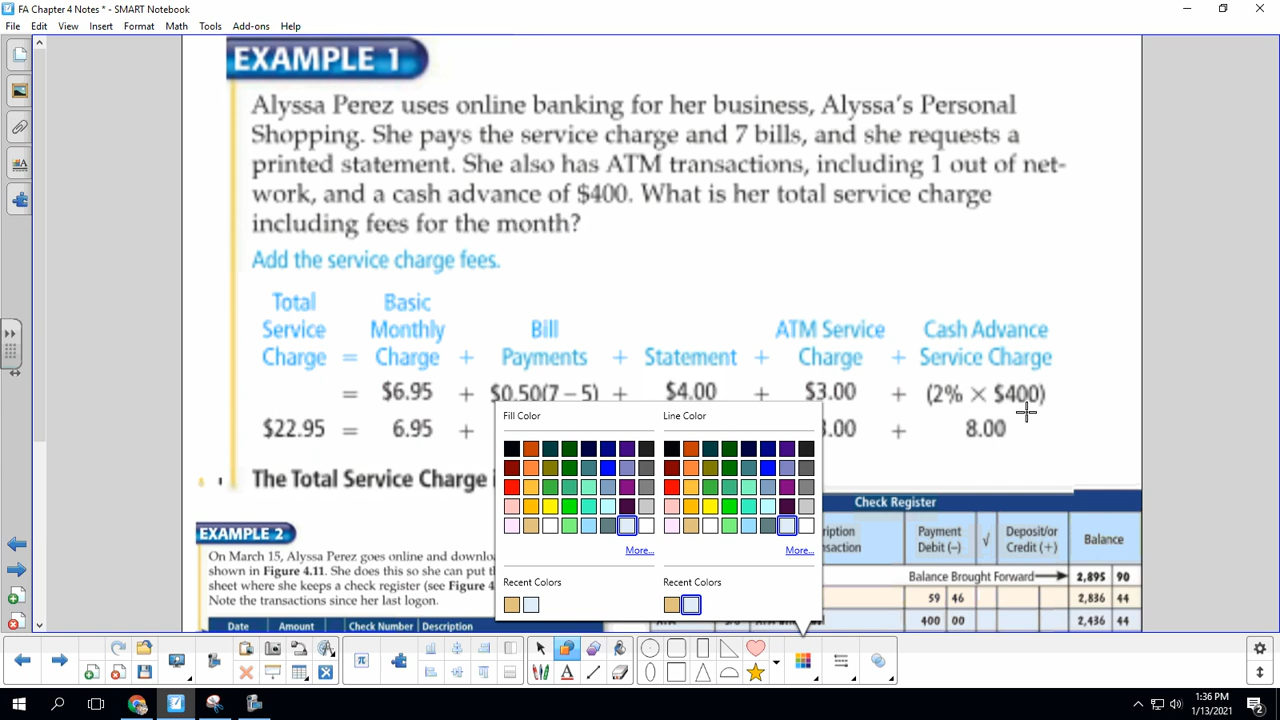 FA Chapter 4 Notes * - SMART Notebook
File Edit View Insert Format Math Tools Add-ons Help
EXAMPLE 1
Alyssa Perez uses online banking for her business, Alyssa's Personal
Shopping. She pays the service charge and 7 bills, and she requests a
printed statement. She also has ATM transactions, including 1 out of net-
work, and a cash advance of $400. What is her total service charge
including fees for the month?
Add the service charge fees.
Total Basic
Service Monthly Bill ATM Service Cash Advance
Charge = Charge + Payments + Statement + Charge + Service Charge
= $6.95 + $0.50(7 – 5) + $4.00 + $3.00 + (2% × $400)
$22.95 = 6.95 + .00 + 8.00
The Total Service Charge
Fill Color Line Color
More... More...
Recent Colors Recent Colors
EXAMPLE 2
On March 15, Alyssa Perez goes online and downlo
shown in Figure 4.11. She does this so she can put th
sheet where she keeps a check register (see Figure 4.
Note the transactions since her last logon.
Date Amount Check Number Description
Check Register
Payment Deposit/or
Debit (–) √ Credit (+) Balance
Balance Brought Forward 2,895 90
59 46 2,836 44
400 00 2,436 44
1:36 PM
1/13/2021
2